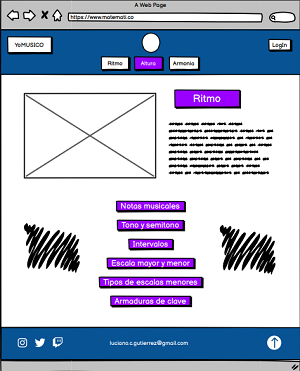 A Web Page
https://www.matemati.co
YoMUSICO
Login
Ritmo
Altura
Armonia
Ritmo
Notas musicales
Tono y semitono
Intervalos
Escala mayor y menor
Tipos de escalas menores
Armaduras de clave
luciana.c.gutierrez@gmail.com